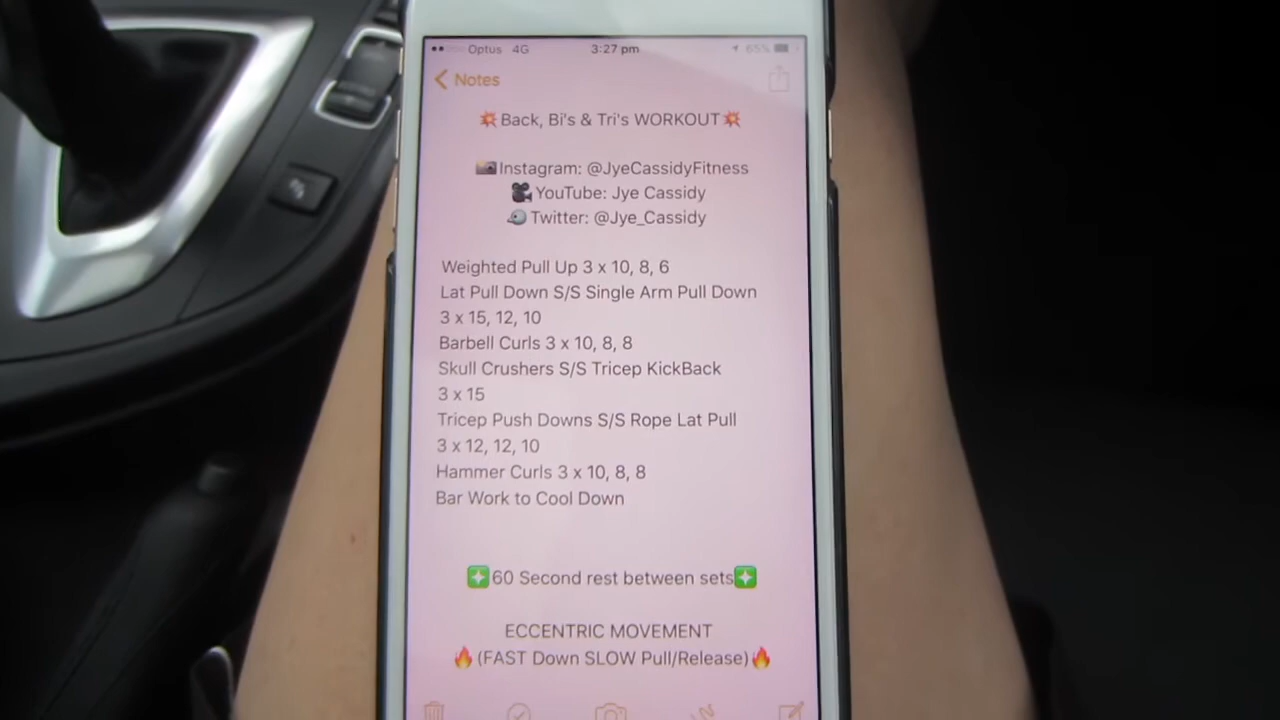 Optus 4G 3:27 pm 65%
Notes
💥Back, Bi's & Tri's WORKOUT💥
📷Instagram: @JyeCassidyFitness
🎥YouTube: Jye Cassidy
🐦Twitter: @Jye_Cassidy
Weighted Pull Up 3 x 10, 8, 6
Lat Pull Down S/S Single Arm Pull Down
3 x 15, 12, 10
Barbell Curls 3 x 10, 8, 8
Skull Crushers S/S Tricep KickBack
3 x 15
Tricep Push Downs S/S Rope Lat Pull
3 x 12, 12, 10
Hammer Curls 3 x 10, 8, 8
Bar Work to Cool Down
60 Second rest between sets
ECCENTRIC MOVEMENT
🔥(FAST Down SLOW Pull/Release)🔥